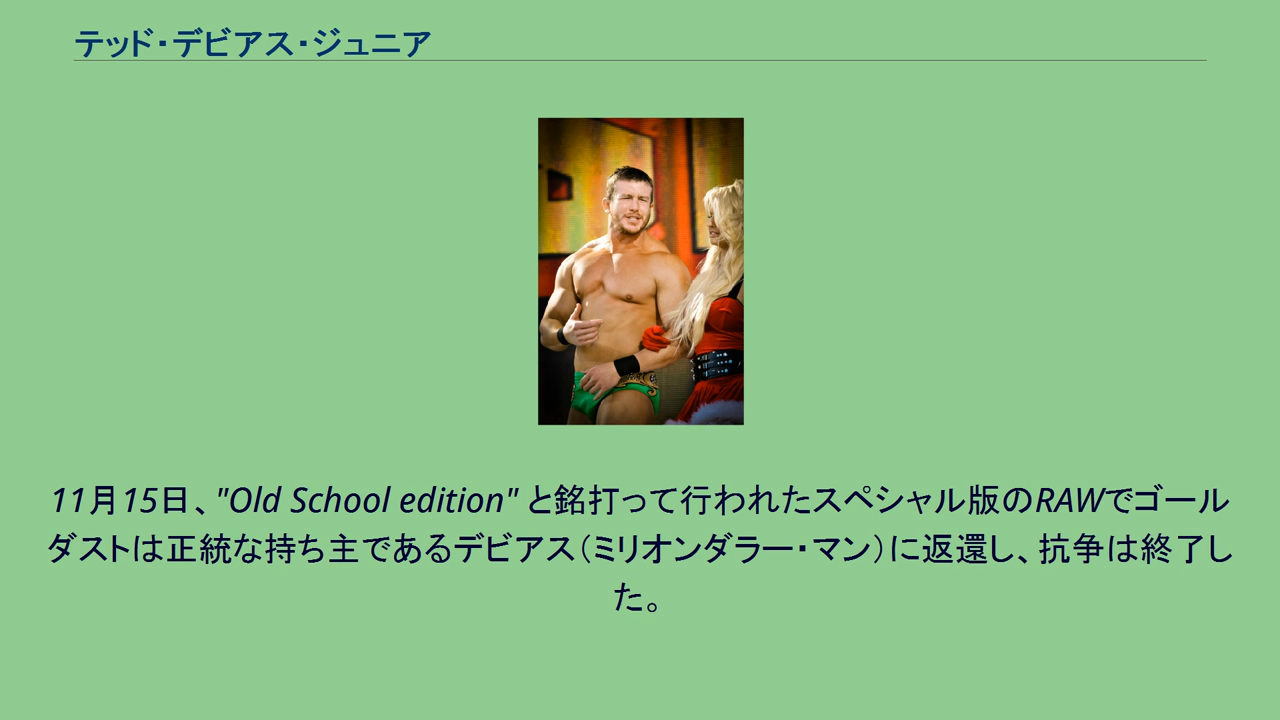 テッド・デビアス・ジュニア
11月15日、"Old School edition" と銘打って行われたスペシャル版のRAWでゴール
ダストは正統な持ち主であるデビアス（ミリオンダラー・マン）に返還し、抗争は終了し
た。